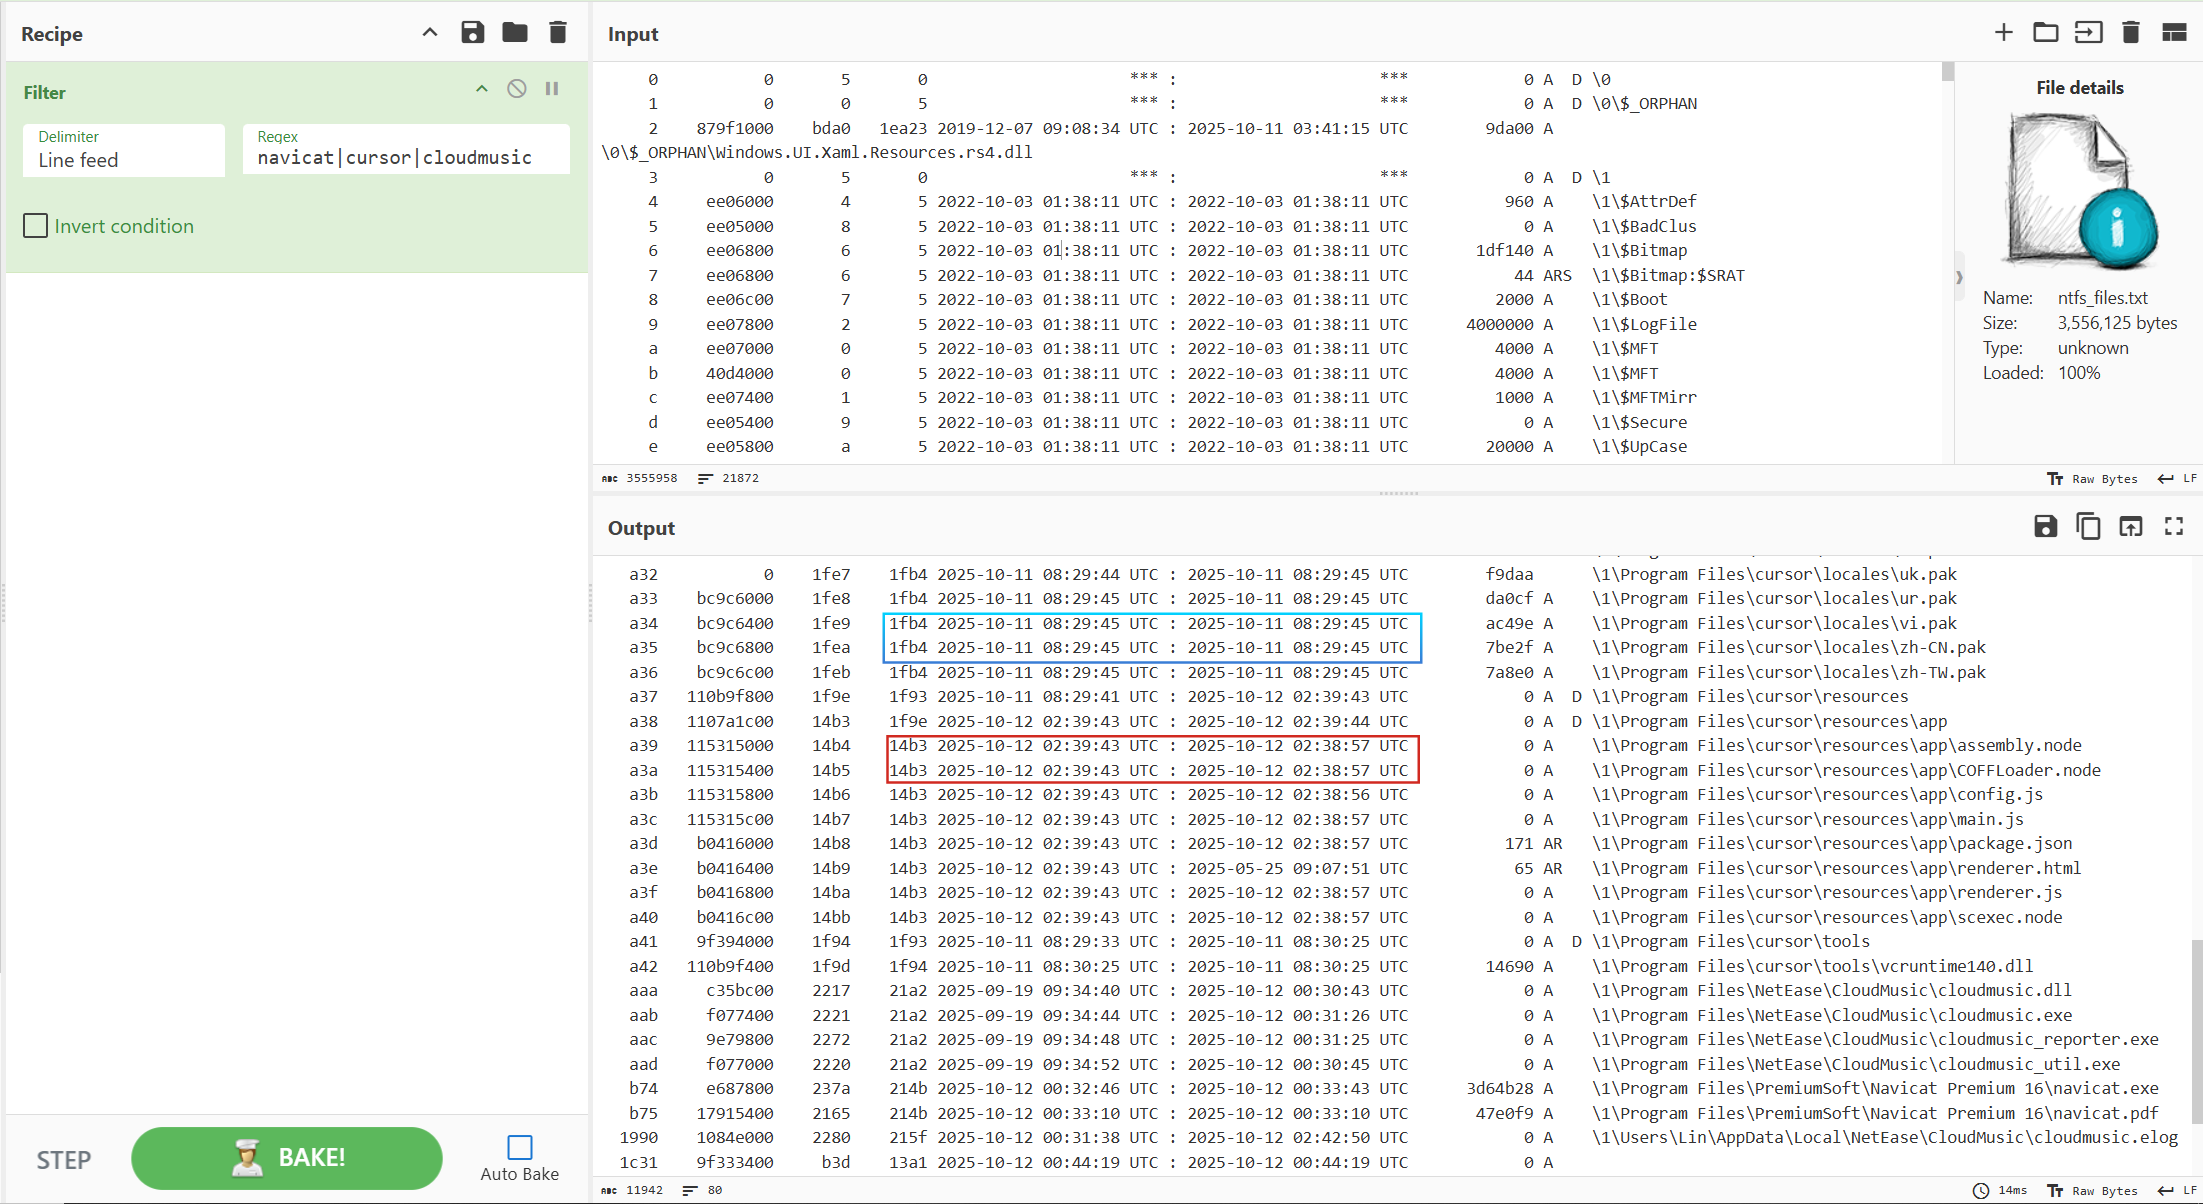 Recipe
Filter
Delimiter
Line feed
Regex
navicat|cursor|cloudmusic
Invert condition
STEP
BAKE!
Auto Bake
Input
0 0 5 0 *** : *** 0 A D \0
1 0 0 5 *** : *** 0 A D \0\$_ORPHAN
2 879f1000 bda0 1ea23 2019-12-07 09:08:34 UTC : 2025-10-11 03:41:15 UTC 9da00 A
\0\$_ORPHAN\Windows.UI.Xaml.Resources.rs4.dll
3 0 5 0 *** : *** 0 A D \1
4 ee06000 4 5 2022-10-03 01:38:11 UTC : 2022-10-03 01:38:11 UTC 960 A \1\$AttrDef
5 ee05000 8 5 2022-10-03 01:38:11 UTC : 2022-10-03 01:38:11 UTC 0 A \1\$BadClus
6 ee06800 6 5 2022-10-03 01:38:11 UTC : 2022-10-03 01:38:11 UTC 1df140 A \1\$Bitmap
7 ee06800 6 5 2022-10-03 01:38:11 UTC : 2022-10-03 01:38:11 UTC 44 ARS \1\$Bitmap:$SRAT
8 ee06c00 7 5 2022-10-03 01:38:11 UTC : 2022-10-03 01:38:11 UTC 2000 A \1\$Boot
9 ee07800 2 5 2022-10-03 01:38:11 UTC : 2022-10-03 01:38:11 UTC 4000000 A \1\$LogFile
a ee07000 0 5 2022-10-03 01:38:11 UTC : 2022-10-03 01:38:11 UTC 4000 A \1\$MFT
b 40d4000 0 5 2022-10-03 01:38:11 UTC : 2022-10-03 01:38:11 UTC 4000 A \1\$MFT
c ee07400 1 5 2022-10-03 01:38:11 UTC : 2022-10-03 01:38:11 UTC 1000 A \1\$MFTMirr
d ee05400 9 5 2022-10-03 01:38:11 UTC : 2022-10-03 01:38:11 UTC 0 A \1\$Secure
e ee05800 a 5 2022-10-03 01:38:11 UTC : 2022-10-03 01:38:11 UTC 20000 A \1\$UpCase
File details
Name: ntfs_files.txt
Size: 3,556,125 bytes
Type: unknown
Loaded: 100%
ABC 3555958 21872
Raw Bytes LF
Output
a32 0 1fe7 1fb4 2025-10-11 08:29:44 UTC : 2025-10-11 08:29:45 UTC f9daa \1\Program Files\cursor\locales\uk.pak
a33 bc9c6000 1fe8 1fb4 2025-10-11 08:29:45 UTC : 2025-10-11 08:29:45 UTC da0cf A \1\Program Files\cursor\locales\ur.pak
a34 bc9c6400 1fe9 1fb4 2025-10-11 08:29:45 UTC : 2025-10-11 08:29:45 UTC ac49e A \1\Program Files\cursor\locales\vi.pak
a35 bc9c6800 1fea 1fb4 2025-10-11 08:29:45 UTC : 2025-10-11 08:29:45 UTC 7be2f A \1\Program Files\cursor\locales\zh-CN.pak
a36 bc9c6c00 1feb 1fb4 2025-10-11 08:29:45 UTC : 2025-10-11 08:29:45 UTC 7a8e0 A \1\Program Files\cursor\locales\zh-TW.pak
a37 110b9f800 1f9e 1f93 2025-10-11 08:29:41 UTC : 2025-10-12 02:39:43 UTC 0 A D \1\Program Files\cursor\resources
a38 1107a1c00 14b3 1f9e 2025-10-12 02:39:43 UTC : 2025-10-12 02:39:44 UTC 0 A D \1\Program Files\cursor\resources\app
a39 115315000 14b4 14b3 2025-10-12 02:39:43 UTC : 2025-10-12 02:38:57 UTC 0 A \1\Program Files\cursor\resources\app\assembly.node
a3a 115315400 14b5 14b3 2025-10-12 02:39:43 UTC : 2025-10-12 02:38:57 UTC 0 A \1\Program Files\cursor\resources\app\COFFLoader.node
a3b 115315800 14b6 14b3 2025-10-12 02:39:43 UTC : 2025-10-12 02:38:56 UTC 0 A \1\Program Files\cursor\resources\app\config.js
a3c 115315c00 14b7 14b3 2025-10-12 02:39:43 UTC : 2025-10-12 02:38:57 UTC 0 A \1\Program Files\cursor\resources\app\main.js
a3d b0416000 14b8 14b3 2025-10-12 02:39:43 UTC : 2025-10-12 02:38:57 UTC 171 AR \1\Program Files\cursor\resources\app\package.json
a3e b0416400 14b9 14b3 2025-10-12 02:39:43 UTC : 2025-05-25 09:07:51 UTC 65 AR \1\Program Files\cursor\resources\app\renderer.html
a3f b0416800 14ba 14b3 2025-10-12 02:39:43 UTC : 2025-10-12 02:38:57 UTC 0 A \1\Program Files\cursor\resources\app\renderer.js
a40 b0416c00 14bb 14b3 2025-10-12 02:39:43 UTC : 2025-10-12 02:38:57 UTC 0 A \1\Program Files\cursor\resources\app\scexec.node
a41 9f394000 1f94 1f93 2025-10-11 08:29:33 UTC : 2025-10-11 08:30:25 UTC 0 A D \1\Program Files\cursor\tools
a42 110b9f400 1f9d 1f94 2025-10-11 08:30:25 UTC : 2025-10-11 08:30:25 UTC 14690 A \1\Program Files\cursor\tools\vcruntime140.dll
aaa c35bc00 2217 21a2 2025-09-19 09:34:40 UTC : 2025-10-12 00:30:43 UTC 0 A \1\Program Files\NetEase\CloudMusic\cloudmusic.dll
aab f077400 2221 21a2 2025-09-19 09:34:44 UTC : 2025-10-12 00:31:26 UTC 0 A \1\Program Files\NetEase\CloudMusic\cloudmusic.exe
aac 9e79800 2272 21a2 2025-09-19 09:34:48 UTC : 2025-10-12 00:31:25 UTC 0 A \1\Program Files\NetEase\CloudMusic\cloudmusic_reporter.exe
aad f077000 2220 21a2 2025-09-19 09:34:52 UTC : 2025-10-12 00:30:45 UTC 0 A \1\Program Files\NetEase\CloudMusic\cloudmusic_util.exe
b74 e687800 237a 214b 2025-10-12 00:32:46 UTC : 2025-10-12 00:33:43 UTC 3d64b28 A \1\Program Files\PremiumSoft\Navicat Premium 16\navicat.exe
b75 17915400 2165 214b 2025-10-12 00:33:10 UTC : 2025-10-12 00:33:10 UTC 47e0f9 A \1\Program Files\PremiumSoft\Navicat Premium 16\navicat.pdf
1990 1084e000 2280 215f 2025-10-12 00:31:38 UTC : 2025-10-12 02:42:50 UTC 0 A \1\Users\Lin\AppData\Local\NetEase\CloudMusic\cloudmusic.elog
1c31 9f333400 b3d 13a1 2025-10-12 00:44:19 UTC : 2025-10-12 00:44:19 UTC 0 A
ABC 11942 80
14ms Raw Bytes LF